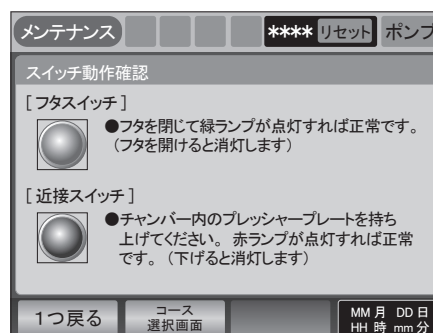 メンテナンス
**** リセット ポンプ
スイッチ動作確認
[フタスイッチ]
●フタを閉じて緑ランプが点灯すれば正常です。
(フタを開けると消灯します)
[近接スイッチ]
●チャンバー内のプレッシャープレートを持ち
上げてください。赤ランプが点灯すれば正常
です。(下げると消灯します)
1つ戻る
コース
選択画面
MM 月 DD 日
HH 時 mm 分